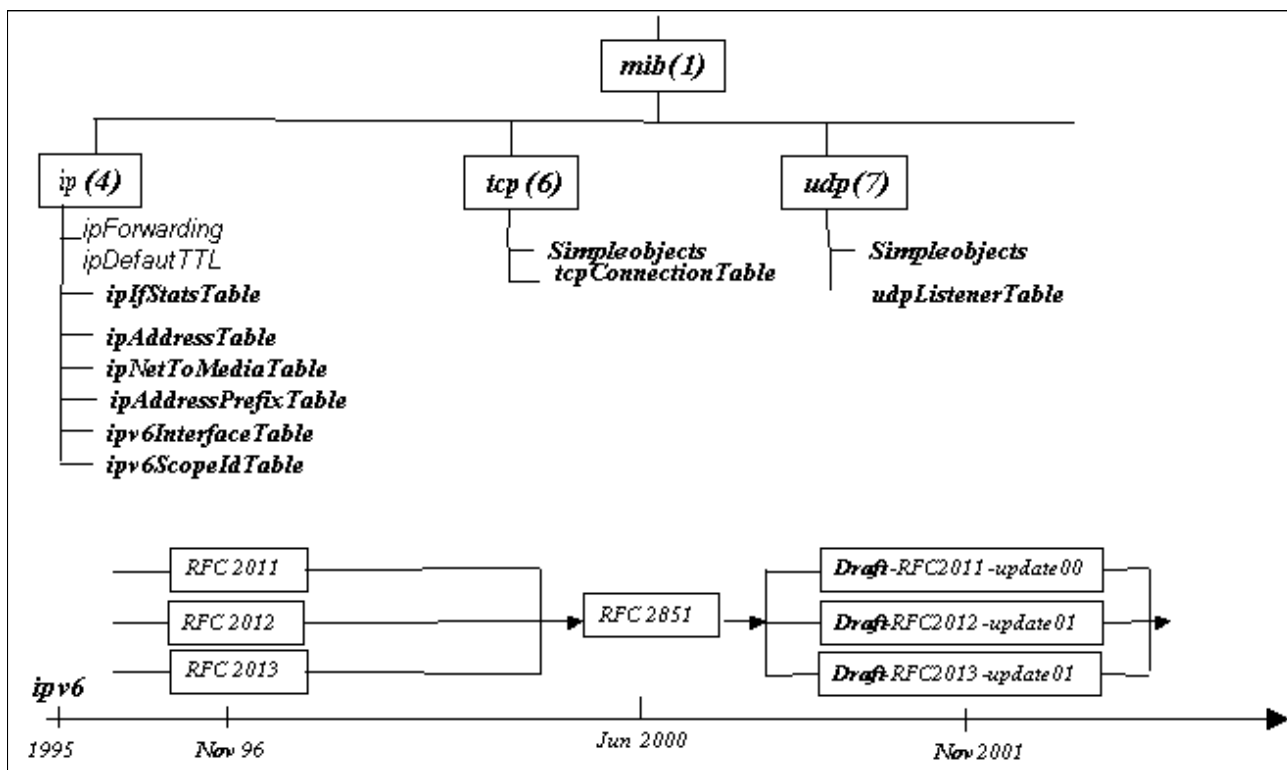 mib(1)
ip (4)
tcp (6)
udp(7)
ipForwarding
ipDefautTTL
ipIfStatsTable
ipAddressTable
ipNetToMediaTable
ipAddressPrefixTable
ipv6InterfaceTable
ipv6ScopeIdTable
Simpleobjects
tcpConnectionTable
Simpleobjects
udpListenerTable
RFC 2011
RFC 2012
RFC 2013
RFC 2851
Draft-RFC2011-update00
Draft-RFC2012-update01
Draft-RFC2013-update01
ipv6
1995
Nov 96
Jun 2000
Nov 2001